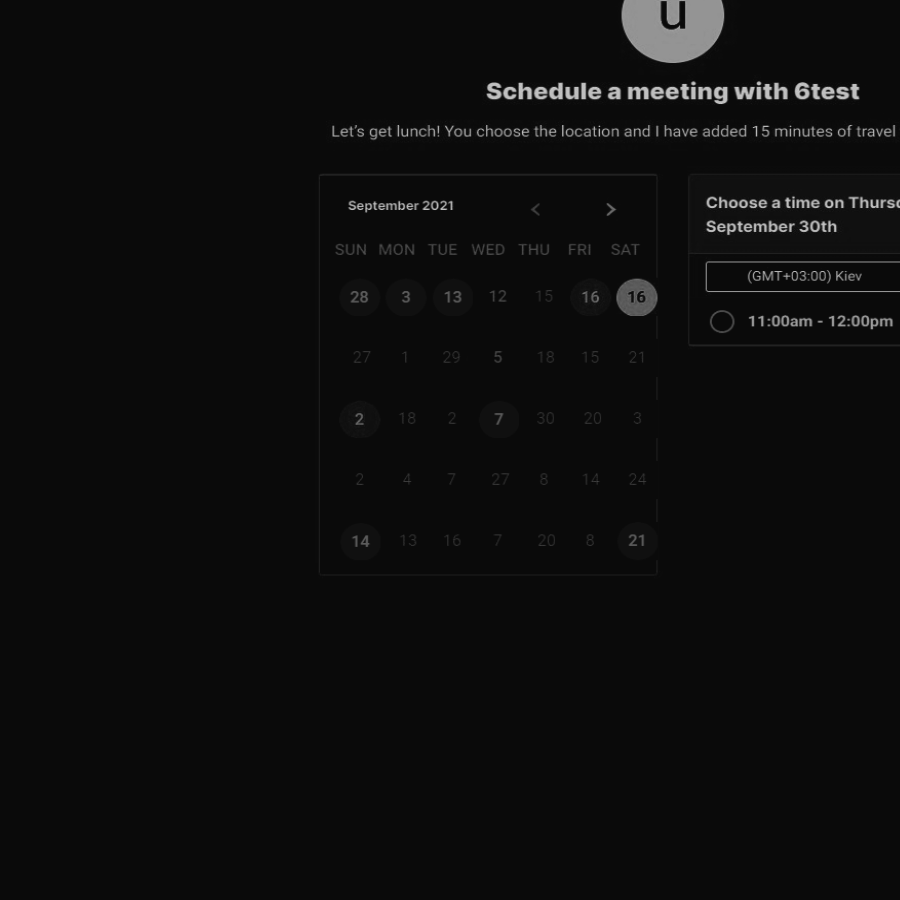 u
Schedule a meeting with 6test
Let's get lunch! You choose the location and I have added 15 minutes of travel
September 2021
SUN MON TUE WED THU FRI SAT
28 3 13 12 15 16 16
27 1 29 5 18 15 21
2 18 2 7 30 20 3
2 4 7 27 8 14 24
14 13 16 7 20 8 21
Choose a time on Thurs
September 30th
(GMT+03:00) Kiev
11:00am - 12:00pm